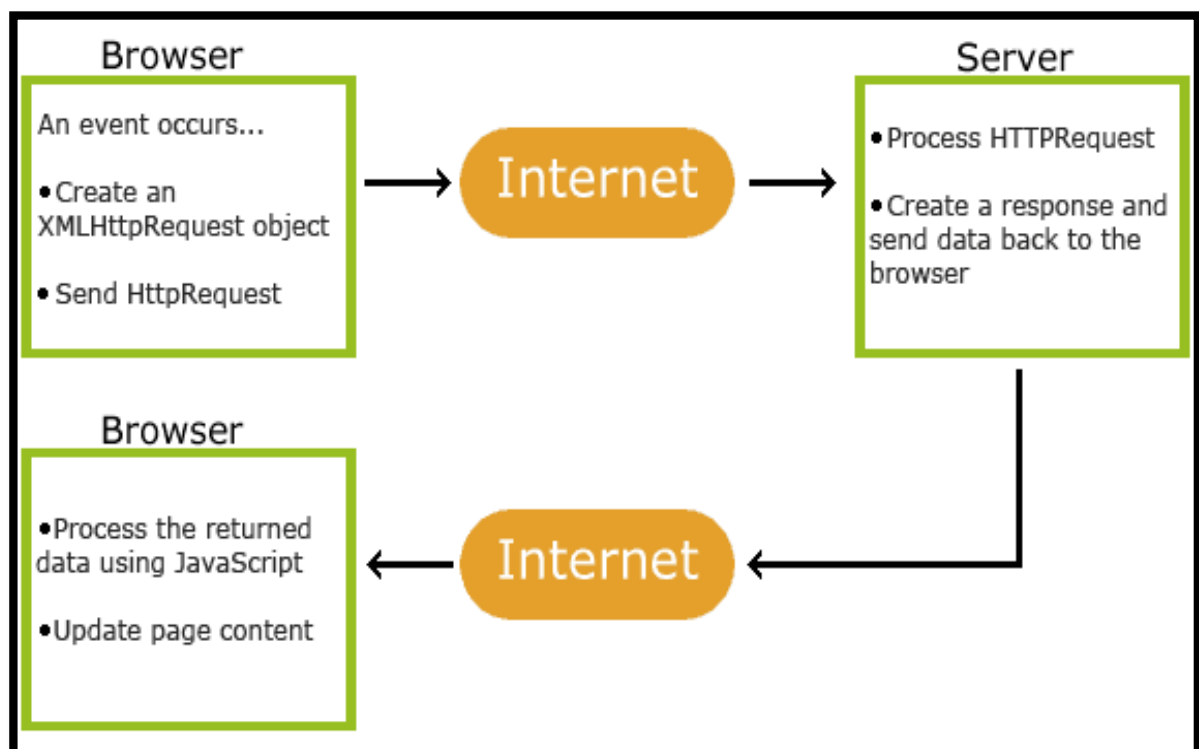 Browser
An event occurs...
•Create an
XMLHttpRequest object
• Send HttpRequest
Internet
Server
•Process HTTPRequest
•Create a response and
send data back to the
browser
Browser
•Process the returned
data using JavaScript
•Update page content
Internet